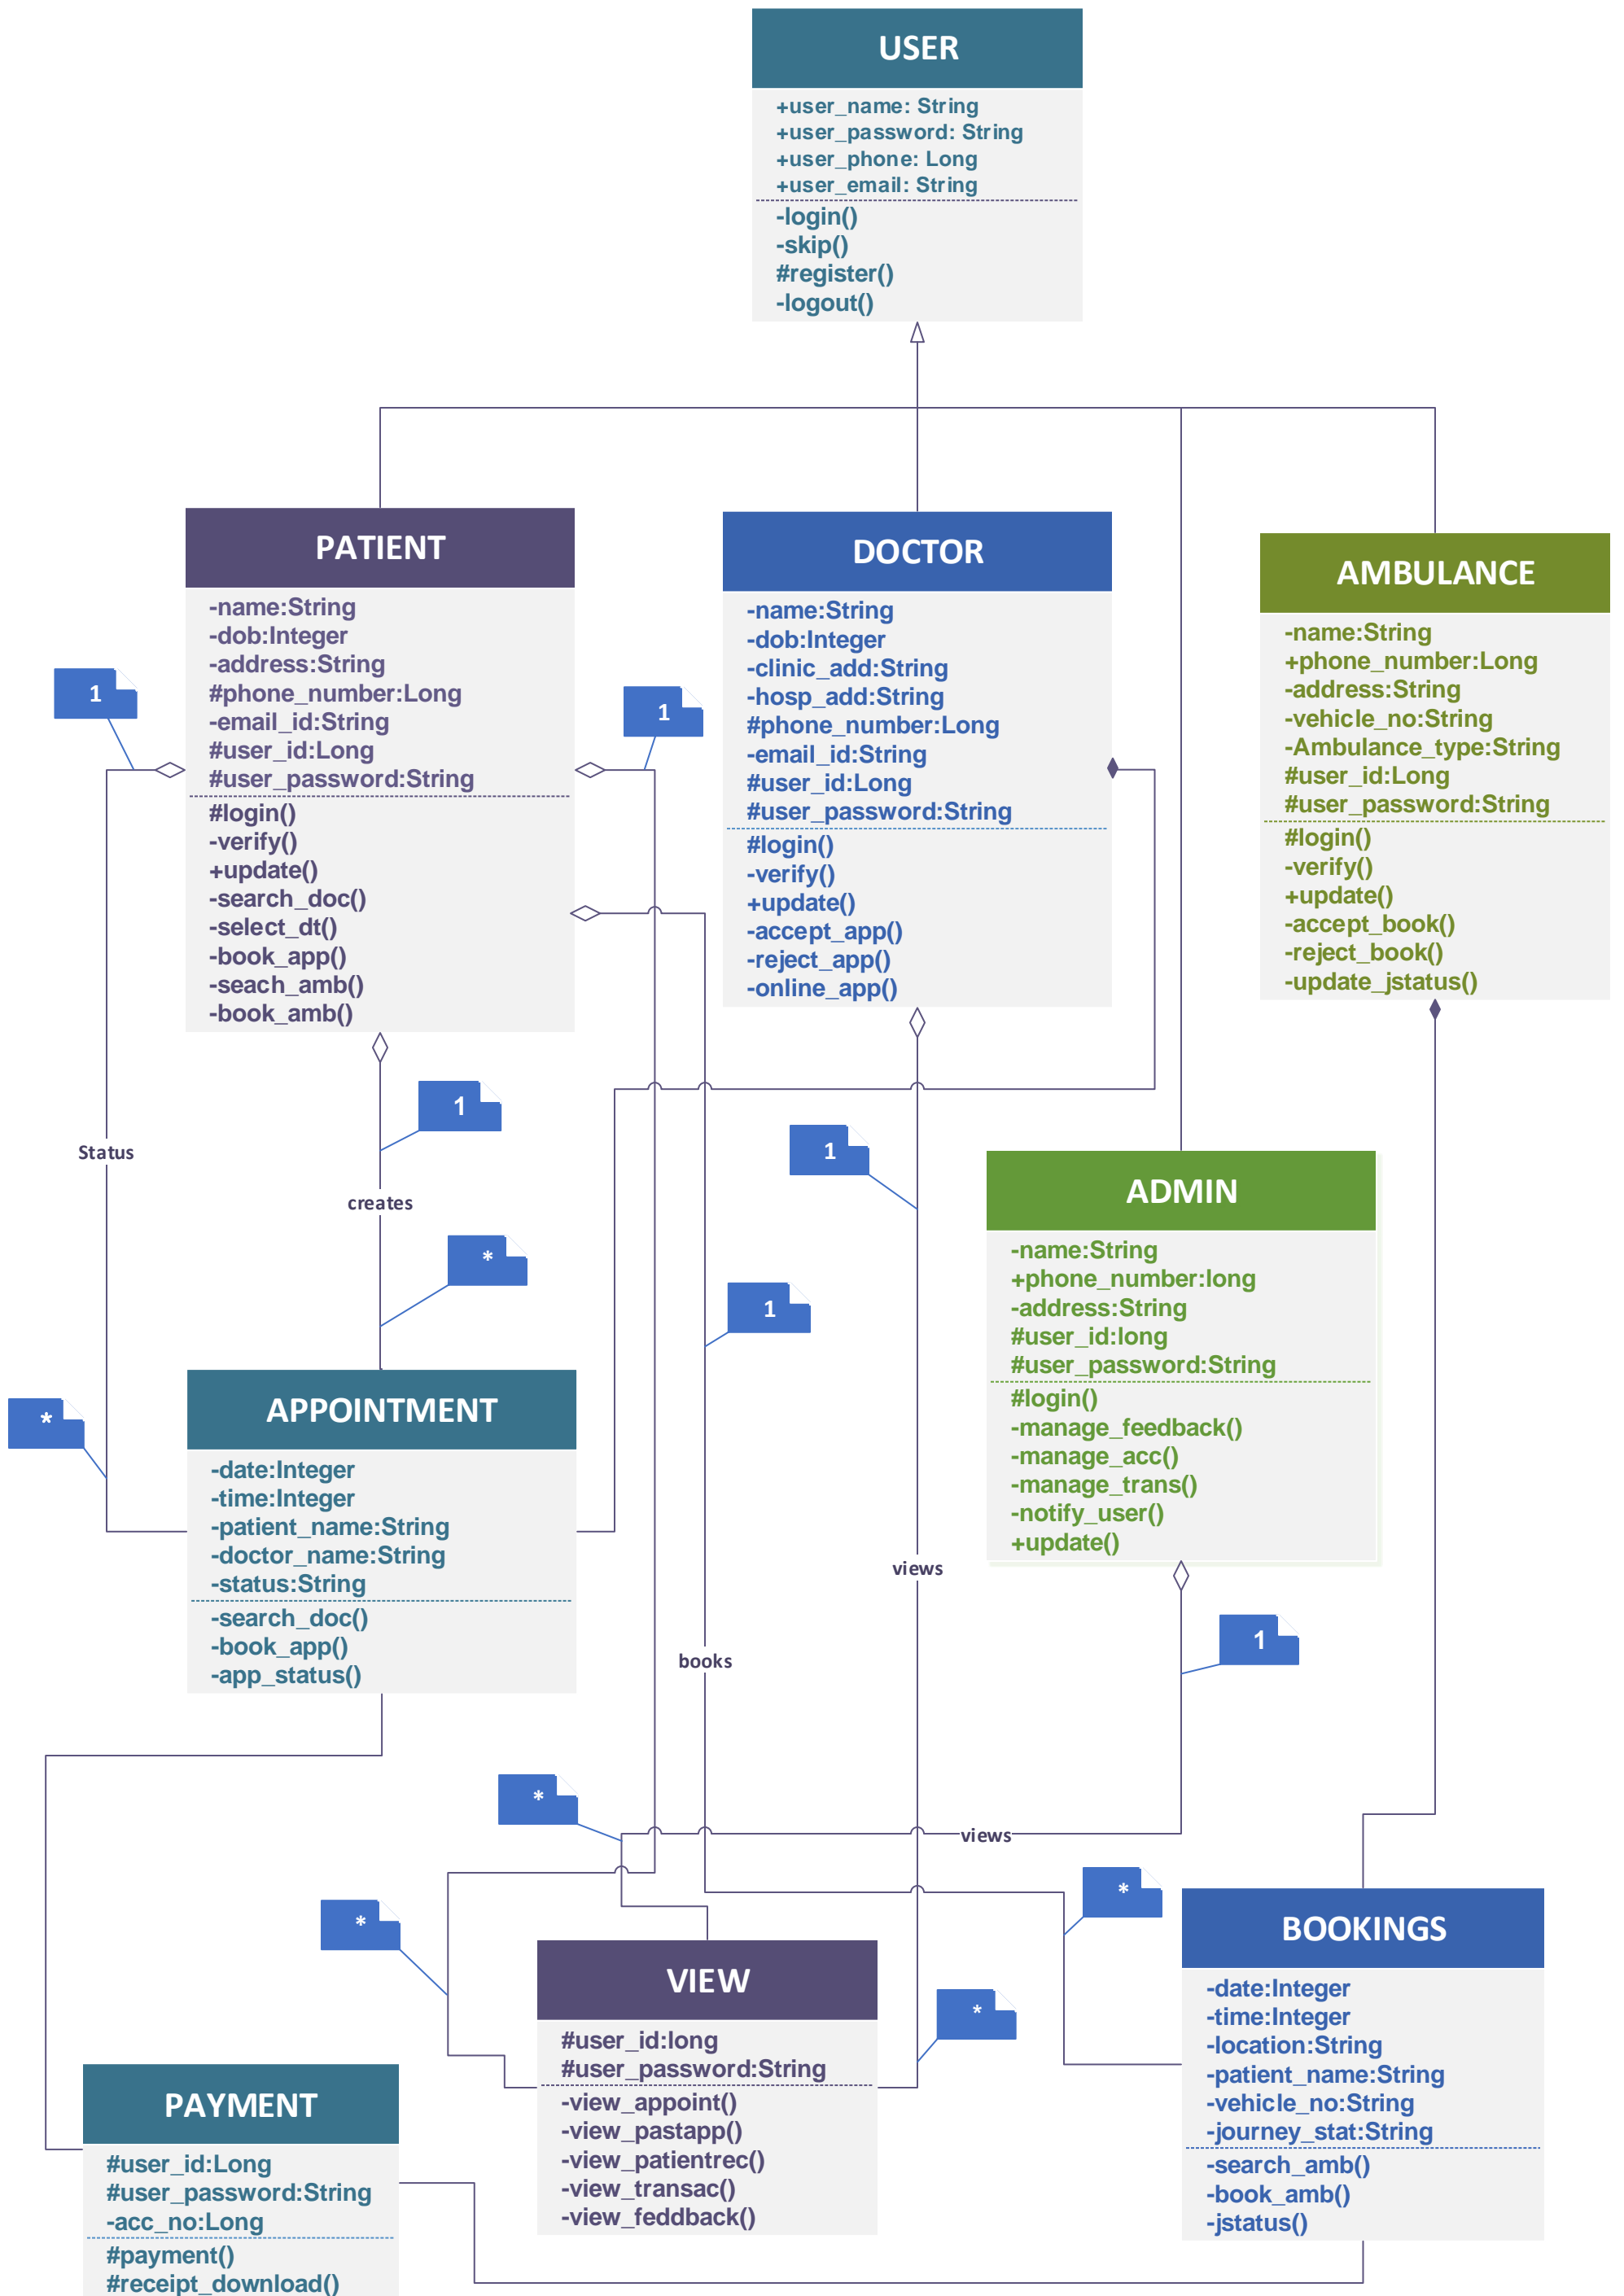 USER
+user_name: String
+user_password: String
+user_phone: Long
+user_email: String
-login()
-skip()
#register()
-logout()
PATIENT
-name:String
-dob:Integer
-address:String
#phone_number:Long
-email_id:String
#user_id:Long
#user_password:String
#login()
-verify()
+update()
-search_doc()
-select_dt()
-book_app()
-seach_amb()
-book_amb()
DOCTOR
-name:String
-dob:Integer
-clinic_add:String
-hosp_add:String
#phone_number:Long
-email_id:String
#user_id:Long
#user_password:String
#login()
-verify()
+update()
-accept_app()
-reject_app()
-online_app()
AMBULANCE
-name:String
+phone_number:Long
-address:String
-vehicle_no:String
-Ambulance_type:String
#user_id:Long
#user_password:String
#login()
-verify()
+update()
-accept_book()
-reject_book()
-update_jstatus()
1
1
1
1
Status
creates
*
1
ADMIN
-name:String
+phone_number:long
-address:String
#user_id:long
#user_password:String
#login()
-manage_feedback()
-manage_acc()
-manage_trans()
-notify_user()
+update()
*
APPOINTMENT
-date:Integer
-time:Integer
-patient_name:String
-doctor_name:String
-status:String
-search_doc()
-book_app()
-app_status()
views
books
1
*
views
*
*
*
VIEW
#user_id:long
#user_password:String
-view_appoint()
-view_pastapp()
-view_patientrec()
-view_transac()
-view_feddback()
BOOKINGS
-date:Integer
-time:Integer
-location:String
-patient_name:String
-vehicle_no:String
-journey_stat:String
-search_amb()
-book_amb()
-jstatus()
PAYMENT
#user_id:Long
#user_password:String
-acc_no:Long
#payment()
#receipt_download()